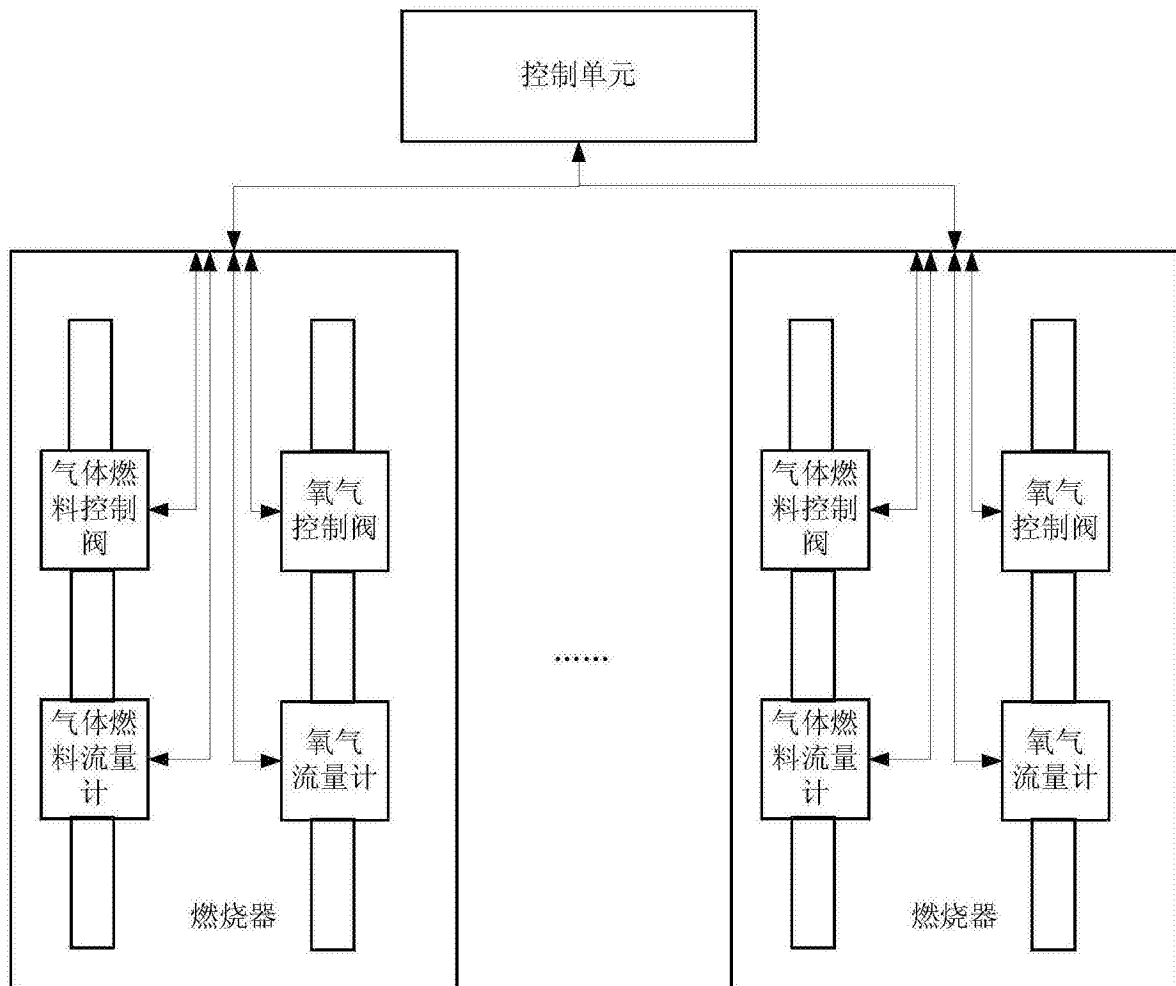 控制单元
气体燃
料控制
阀
氧气
控制阀
气体燃
料流量
计
氧气
流量计
燃烧器
......
气体燃
料控制
阀
氧气
控制阀
气体燃
料流量
计
氧气
流量计
燃烧器